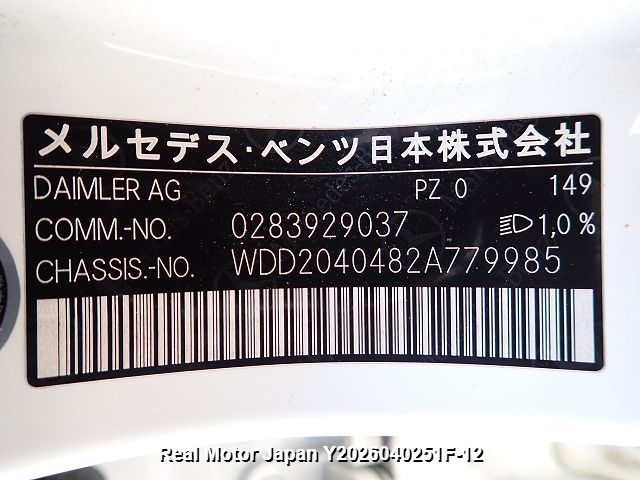 メルセデス・ベンツ日本株式会社
DAIMLER AG PZ 0 149
COMM.-NO. 0283929037 1,0 %
CHASSIS.-NO. WDD2040482A779985
Real Motor Japan Y2026040251F-12